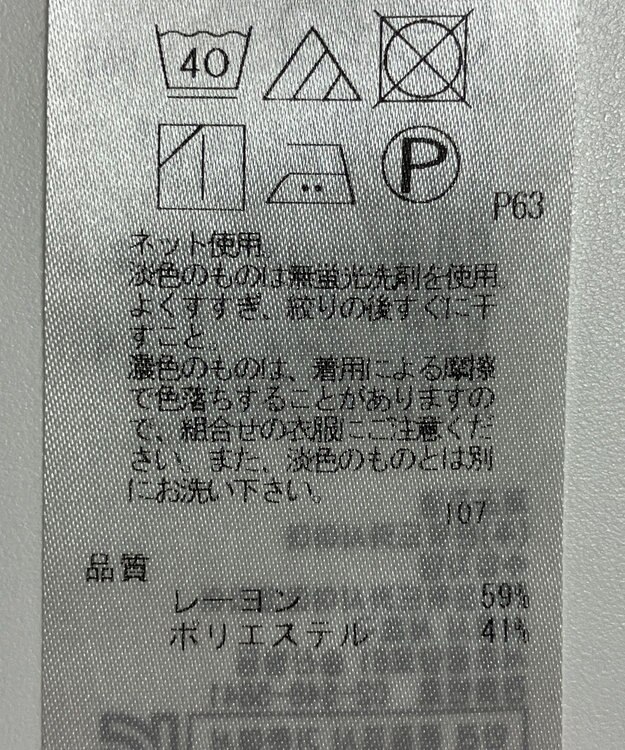 40
P
P63
ネット使用
淡色のものは無蛍光洗剤を使用
よくすすぎ、絞りの後すぐに干
すこと
濃色のものは、着用による摩擦
で色落ちすることがありますの
で、組合せの衣服にご注意くだ
さい。また、淡色のものとは別
にお洗い下さい。
107
品質
レーヨン 59%
ポリエステル 41%